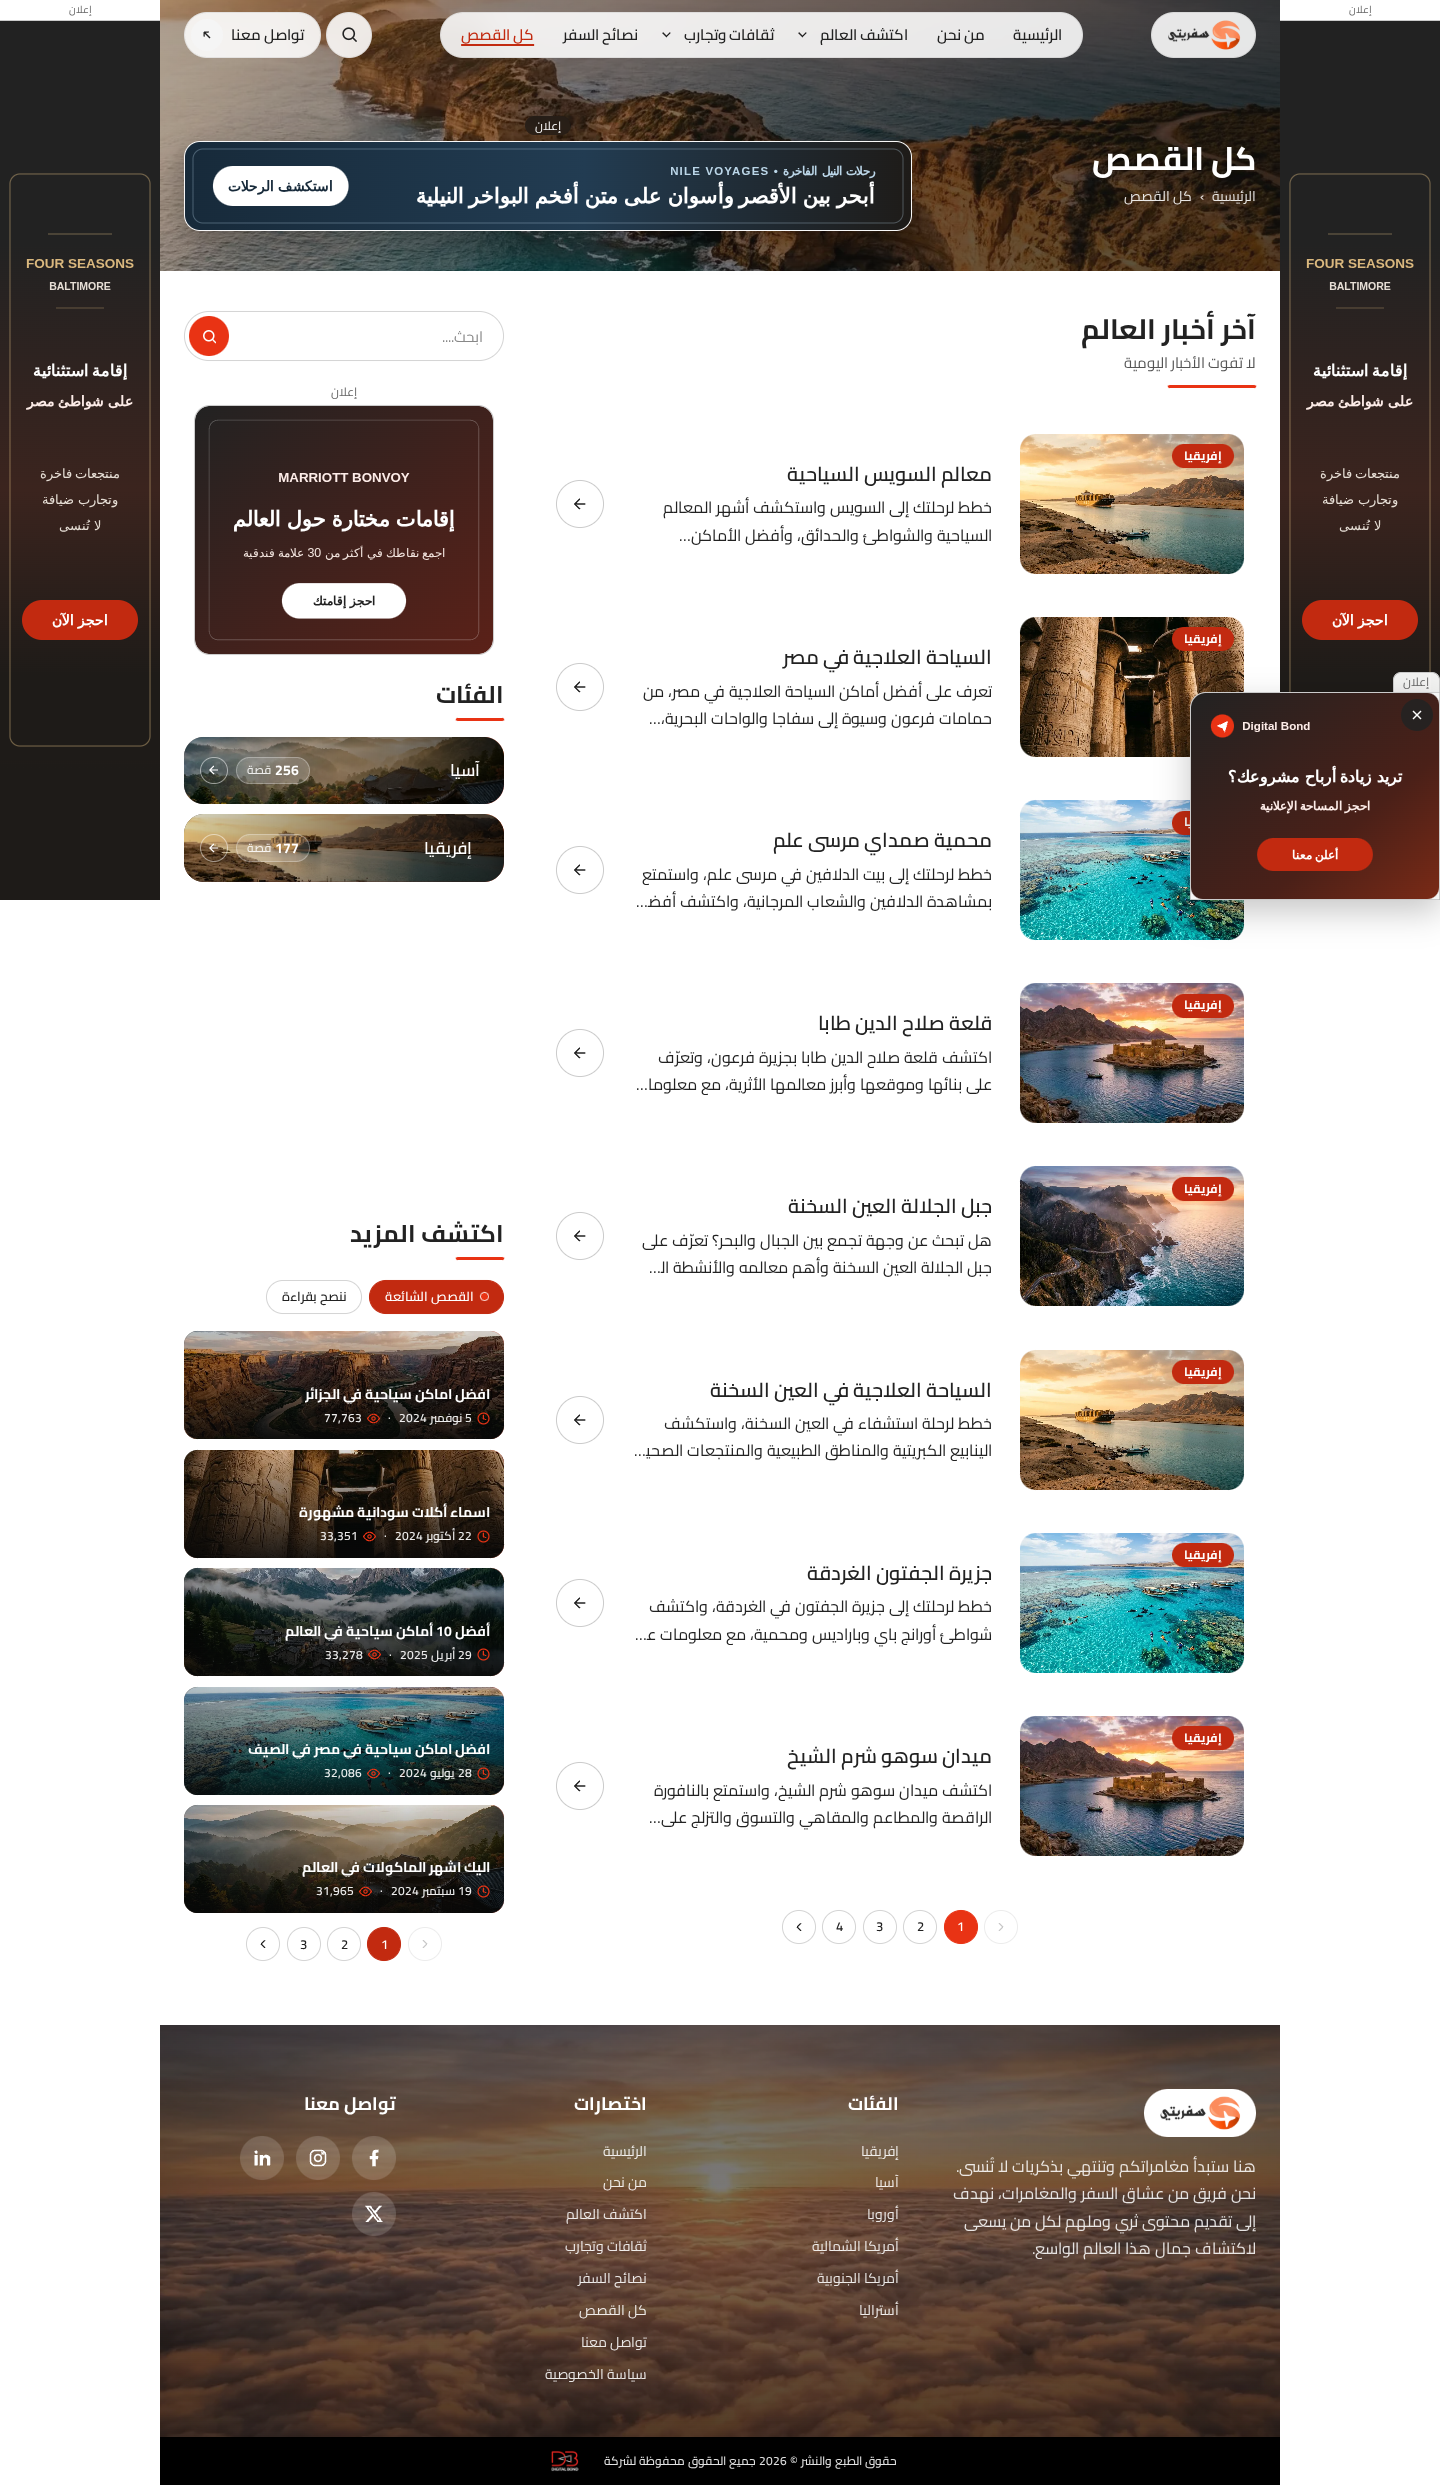 إعلان
إعلان
سفريتي
الرئيسية
من نحن
اكتشف العالم
ثقافات وتجارب
نصائح السفر
كل القصص
تواصل معنا
كل القصص
الرئيسية › كل القصص
إعلان
رحلات النيل الفاخرة • NILE VOYAGES
أبحر بين الأقصر وأسوان على متن أفخم البواخر النيلية
استكشف الرحلات
FOUR SEASONS
BALTIMORE
إقامة استثنائية
على شواطئ مصر
منتجعات فاخرة
وتجارب ضيافة
لا تُنسى
احجز الآن
FOUR SEASONS
BALTIMORE
إقامة استثنائية
على شواطئ مصر
منتجعات فاخرة
وتجارب ضيافة
لا تُنسى
احجز الآن
إعلان
Digital Bond
تريد زيادة أرباح مشروعك؟
احجز المساحة الإعلانية
أعلن معنا
آخر أخبار العالم
لا تفوت الأخبار اليومية
إفريقيا
معالم السويس السياحية
خطط لرحلتك إلى السويس واستكشف أشهر المعالم
السياحية والشواطئ والحدائق، وأفضل الأماكن...
إفريقيا
السياحة العلاجية في مصر
تعرف على أفضل أماكن السياحة العلاجية في مصر، من
حمامات فرعون وسيوة إلى سفاجا والواحات البحرية،...
محمية صمداي مرسى علم
خطط لرحلتك إلى بيت الدلافين في مرسى علم، واستمتع
بمشاهدة الدلافين والشعاب المرجانية، واكتشف أفضـ...
إفريقيا
قلعة صلاح الدين طابا
اكتشف قلعة صلاح الدين طابا بجزيرة فرعون، وتعرّف
على بنائها وموقعها وأبرز معالمها الأثرية، مع معلوما...
إفريقيا
جبل الجلالة العين السخنة
هل تبحث عن وجهة تجمع بين الجبال والبحر؟ تعرّف على
جبل الجلالة العين السخنة وأهم معالمه والأنشطة الـ...
إفريقيا
السياحة العلاجية في العين السخنة
خطط لرحلة استشفاء في العين السخنة، واستكشف
الينابيع الكبريتية والمناطق الطبيعية والمنتجعات الصحيـ...
إفريقيا
جزيرة الجفتون الغردقة
خطط لرحلتك إلى جزيرة الجفتون في الغردقة، واكتشف
شواطئ أورانج باي وباراديس ومحمية، مع معلومات عـ...
إفريقيا
ميدان سوهو شرم الشيخ
اكتشف ميدان سوهو شرم الشيخ، واستمتع بالنافورة
الراقصة والمطاعم والمقاهي والتسوق والتزلج على...
1 2 3 4
ابحث....
إعلان
MARRIOTT BONVOY
إقامات مختارة حول العالم
اجمع نقاطك في أكثر من 30 علامة فندقية
احجز إقامتك
الفئات
آسيا
256 قصة
إفريقيا
177 قصة
اكتشف المزيد
القصص الشائعة
ننصح بقراءة
افضل اماكن سياحية في الجزائر
5 نوفمبر 2024 · 77,763
اسماء أكلات سودانية مشهورة
22 أكتوبر 2024 · 33,351
أفضل 10 أماكن سياحية في العالم
29 أبريل 2025 · 33,278
افضل اماكن سياحية في مصر في الصيف
28 يوليو 2024 · 32,086
اليك اشهر الماكولات في العالم
19 سبتمبر 2024 · 31,965
1 2 3
سفريتي
هنا ستبدأ مغامراتكم وتنتهي بذكريات لا تُنسى.
نحن فريق من عشاق السفر والمغامرات، نهدف
إلى تقديم محتوى ثري وملهم لكل من يسعى
لاكتشاف جمال هذا العالم الواسع.
الفئات
إفريقيا
آسيا
أوروبا
أمريكا الشمالية
أمريكا الجنوبية
أستراليا
اختصارات
الرئيسية
من نحن
اكتشف العالم
ثقافات وتجارب
نصائح السفر
كل القصص
تواصل معنا
سياسة الخصوصية
تواصل معنا
حقوق الطبع والنشر © 2026 جميع الحقوق محفوظة لشركة
DIGITAL BOND